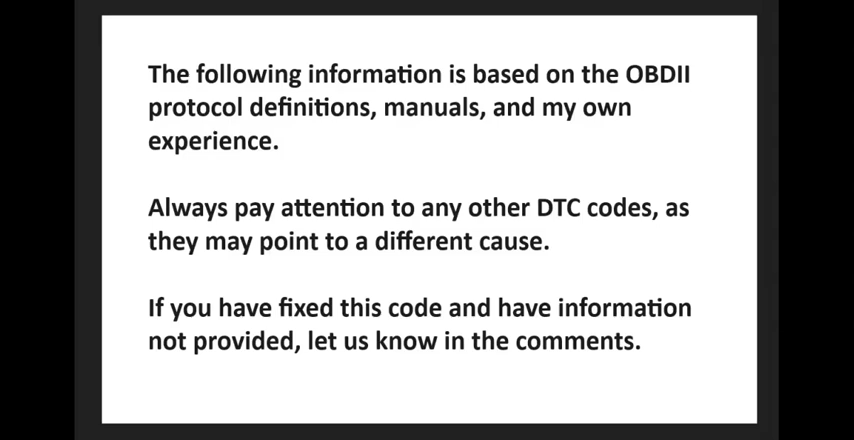 The following information is based on the OBDII
protocol definitions, manuals, and my own
experience.
Always pay attention to any other DTC codes, as
they may point to a different cause.
If you have fixed this code and have information
not provided, let us know in the comments.